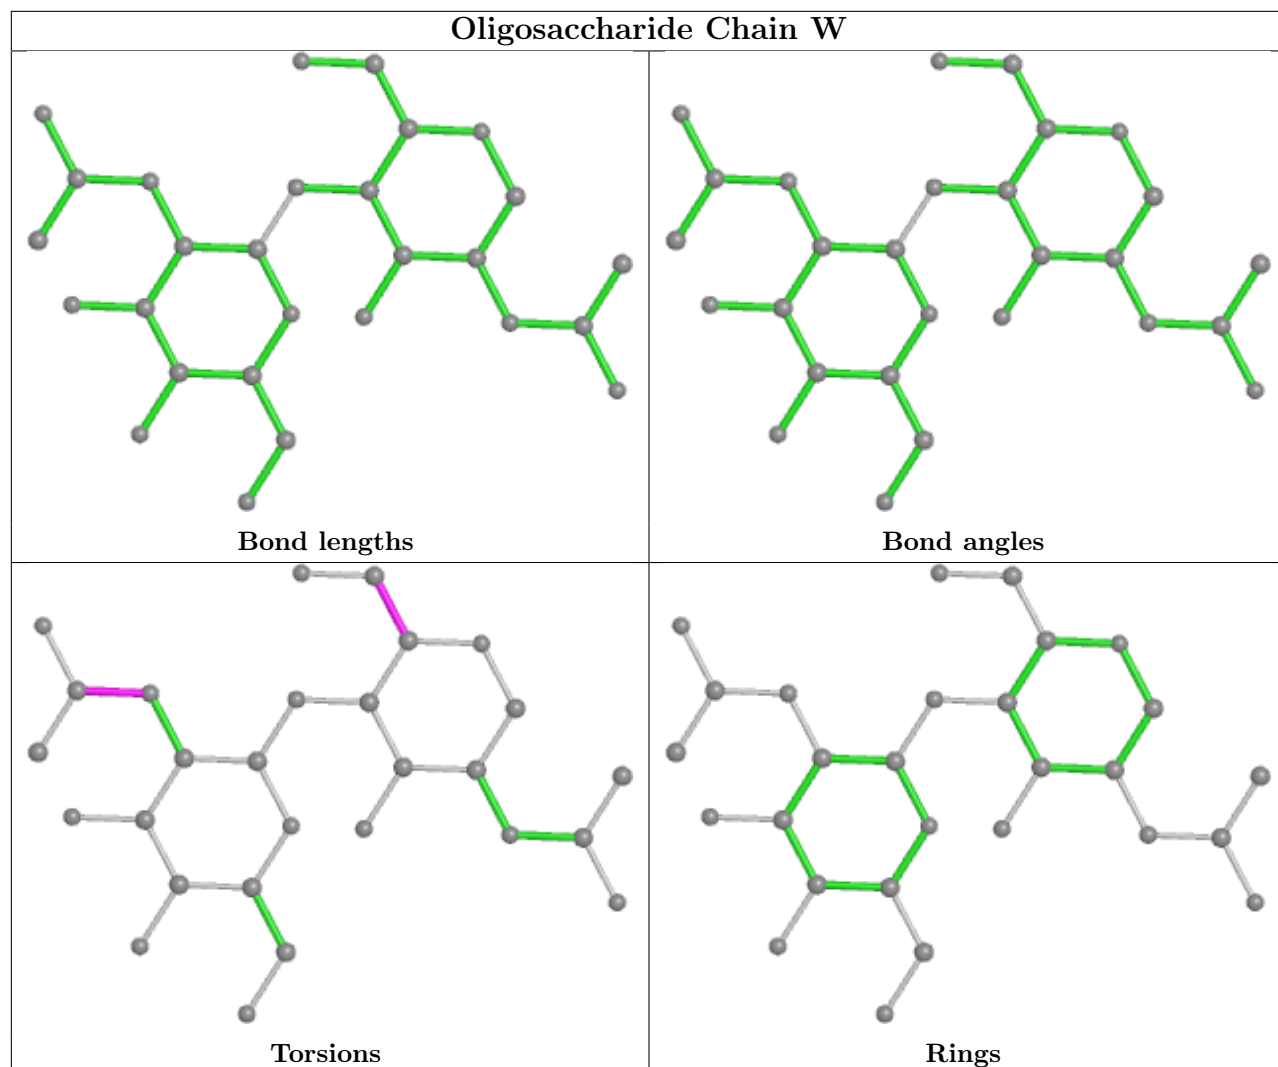 Oligosaccharide Chain W
Bond lengths
Bond angles
Torsions
Rings